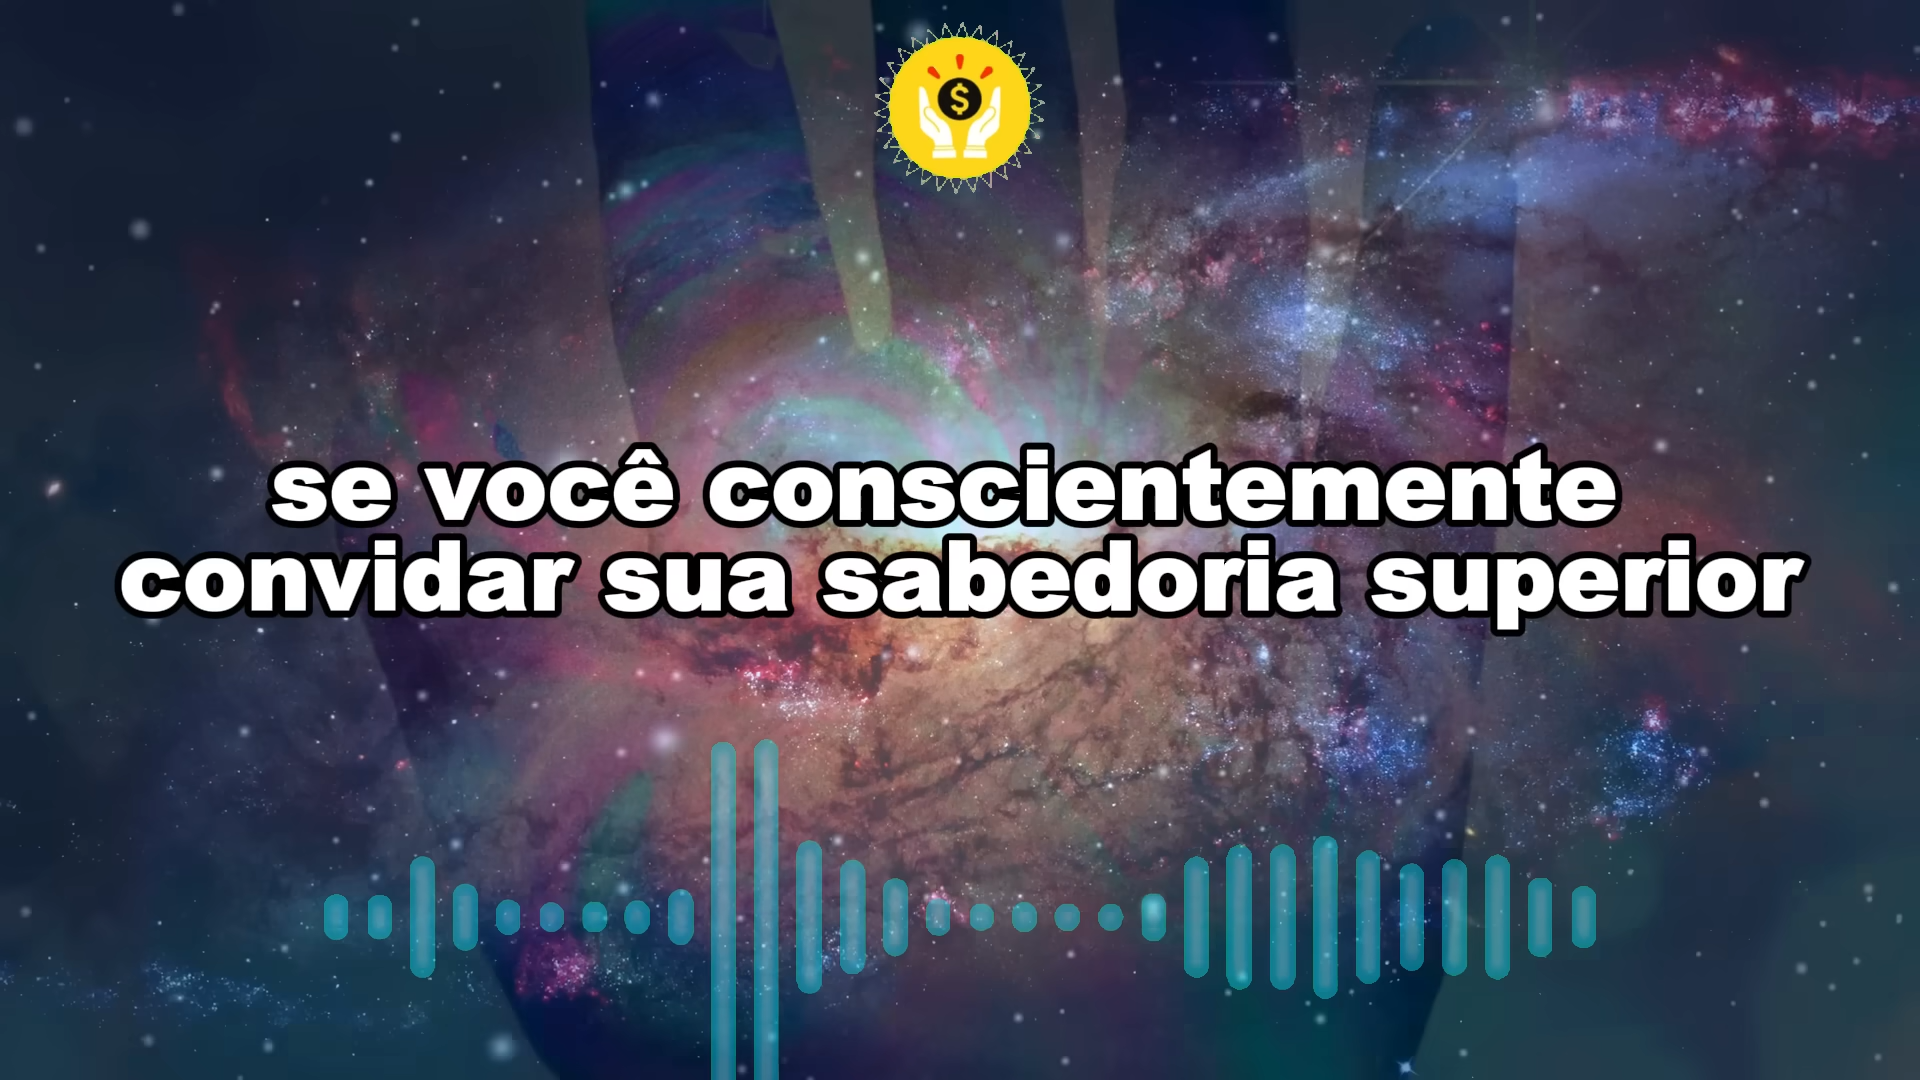 $
se você conscientemente
convidar sua sabedoria superior